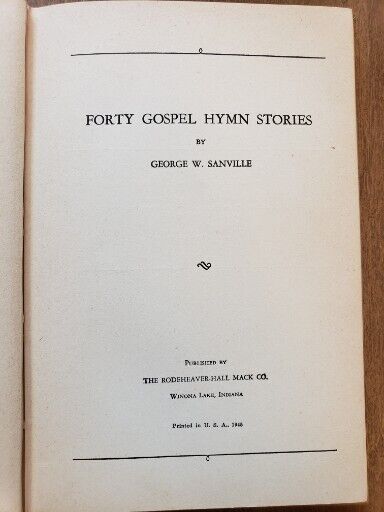 FORTY GOSPEL HYMN STORIES
BY
GEORGE W. SANVILLE
PUBLISHED BY
THE RODEHEAVER-HALL MACK CO.
WINONA LAKE, INDIANA
Printed in U. S. A.,